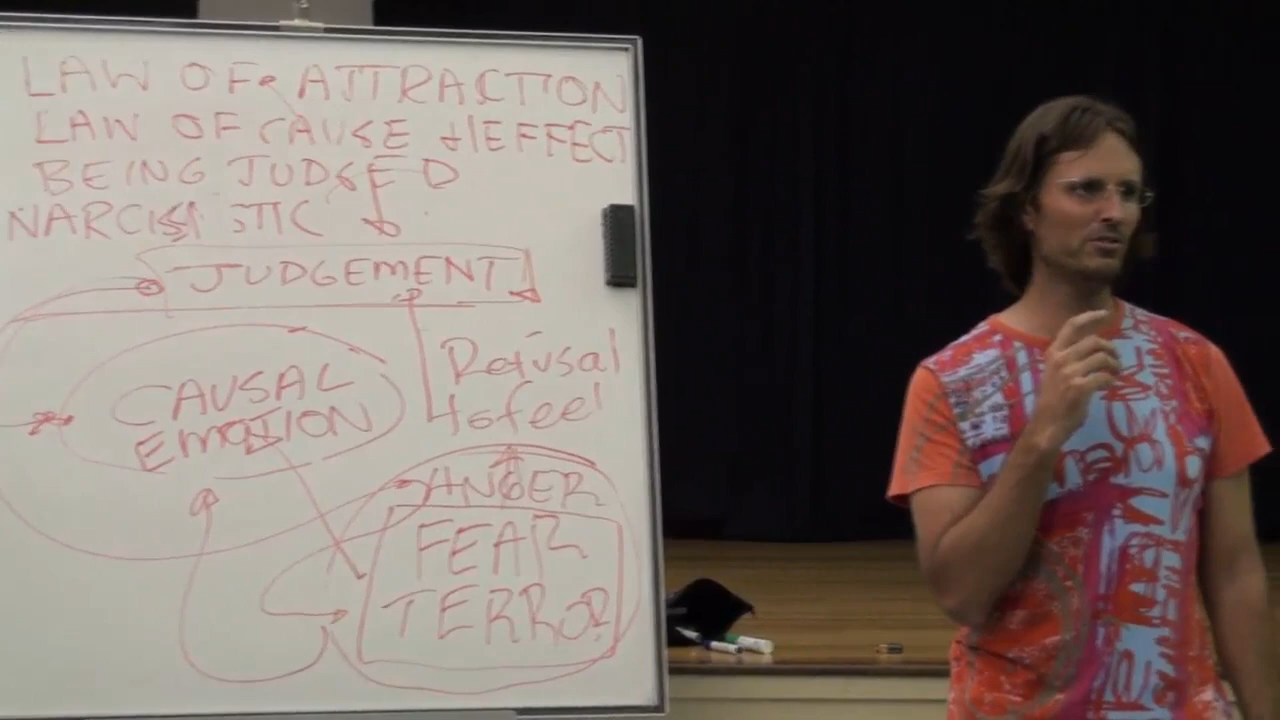 LAW OF ATTRACTION
LAW OF CAUSE + EFFECT
BEING JUDGED
NARCISSISTIC
JUDGEMENT
Refusal
to feel
CAUSAL
EMOTION
ANGER
FEAR
TERROR